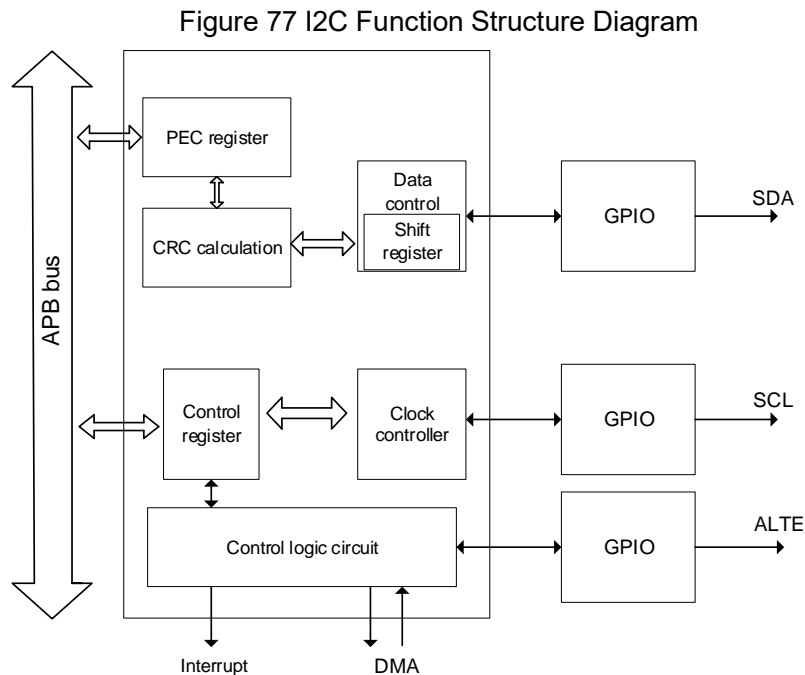 Figure 77 I2C Function Structure Diagram
APB bus
PEC register
CRC calculation
Data
control
Shift
register
GPIO
SDA
Control
register
Clock
controller
GPIO
SCL
Control logic circuit
GPIO
ALTE
Interrupt
DMA